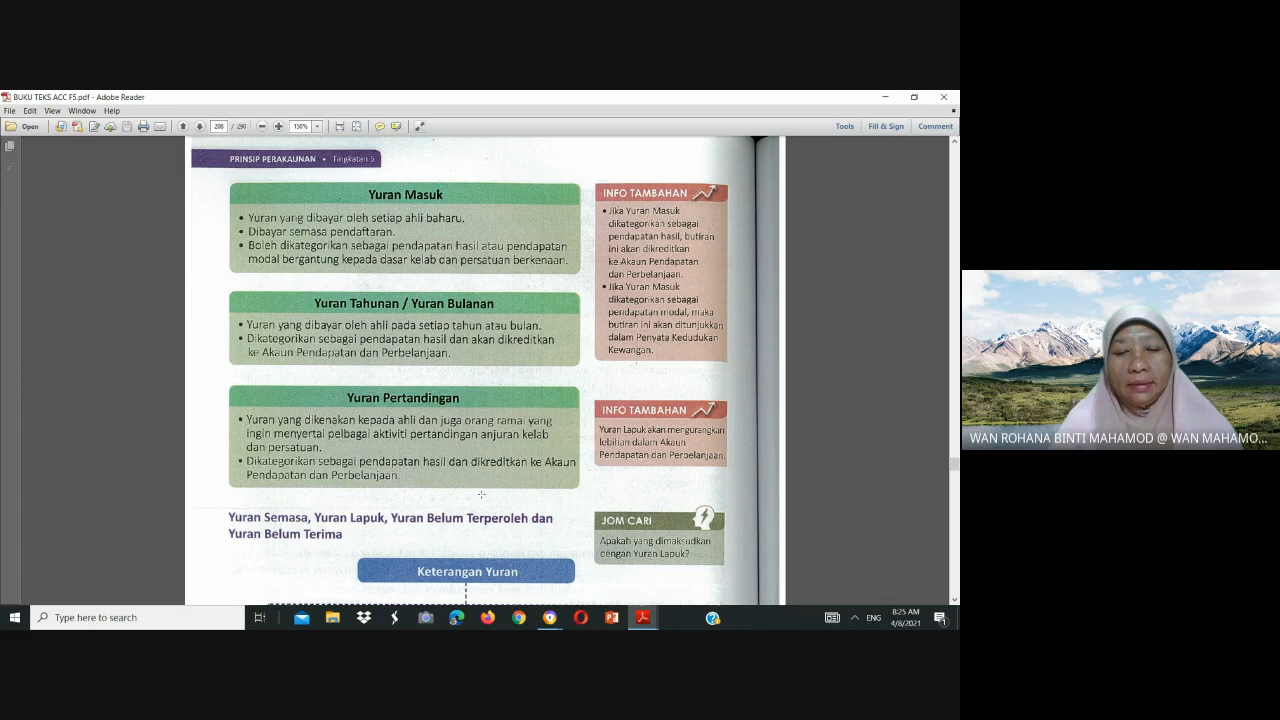 BUKU TEKS ACC F5.pdf - Adobe Reader
File Edit View Window Help
Open
206 / 290
150%
Tools Fill & Sign Comment
PRINSIP PERAKAUNAN • Tingkatan 5
Yuran Masuk
• Yuran yang dibayar oleh setiap ahli baharu.
• Dibayar semasa pendaftaran.
• Boleh dikategorikan sebagai pendapatan hasil atau pendapatan
modal bergantung kepada dasar kelab dan persatuan berkenaan.
Yuran Tahunan / Yuran Bulanan
• Yuran yang dibayar oleh ahli pada setiap tahun atau bulan.
• Dikategorikan sebagai pendapatan hasil dan akan dikreditkan
ke Akaun Pendapatan dan Perbelanjaan.
Yuran Pertandingan
• Yuran yang dikenakan kepada ahli dan juga orang ramai yang
ingin menyertai pelbagai aktiviti pertandingan anjuran kelab
dan persatuan.
• Dikategorikan sebagai pendapatan hasil dan dikreditkan ke Akaun
Pendapatan dan Perbelanjaan.
INFO TAMBAHAN
• Jika Yuran Masuk
dikategorikan sebagai
pendapatan hasil, butiran
ini akan dikreditkan
ke Akaun Pendapatan
dan Perbelanjaan.
• Jika Yuran Masuk
dikategorikan sebagai
pendapatan modal, maka
butiran ini akan ditunjukkan
dalam Penyata Kedudukan
Kewangan.
INFO TAMBAHAN
Yuran Lapuk akan mengurangkan
lebihan dalam Akaun
Pendapatan dan Perbelanjaan.
Yuran Semasa, Yuran Lapuk, Yuran Belum Terperoleh dan
Yuran Belum Terima
JOM CARI
Apakah yang dimaksudkan
dengan Yuran Lapuk?
Keterangan Yuran
Type here to search
ENG
8:25 AM
4/8/2021
WAN ROHANA BINTI MAHAMOD @ WAN MAHAMO...